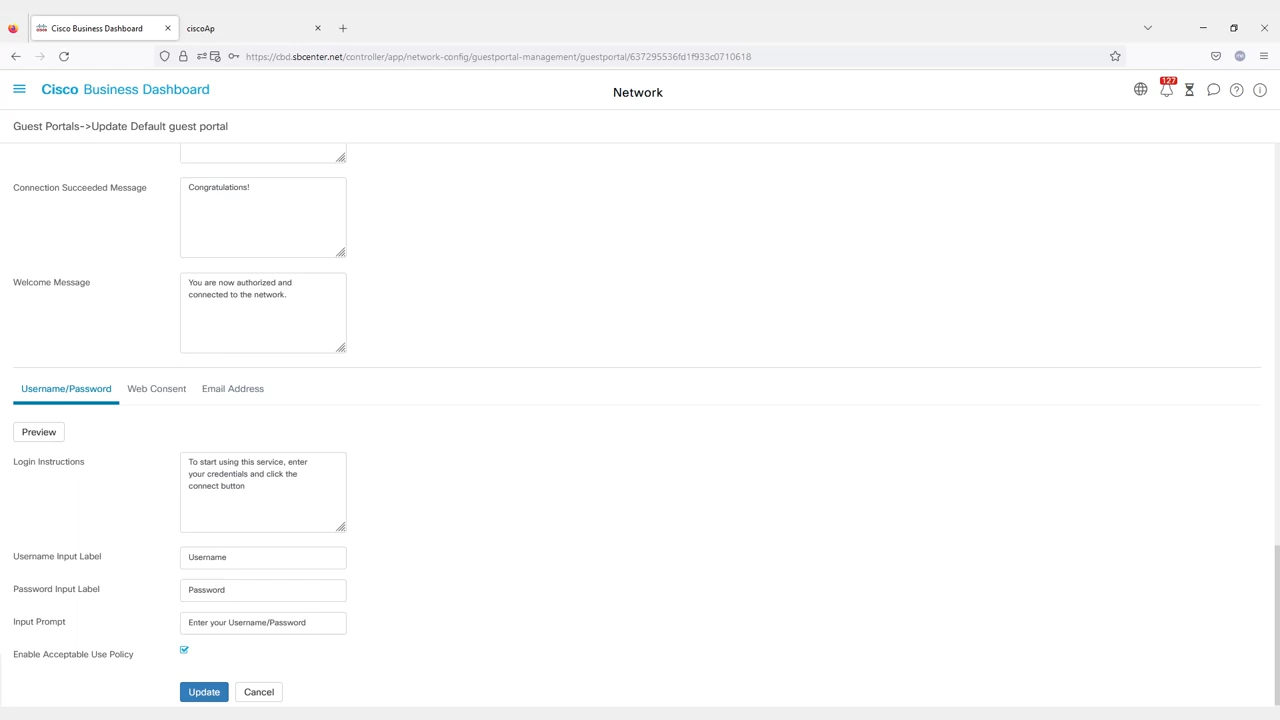 Cisco Business Dashboard
ciscoAp
https://cbd.sbcenter.net/controller/app/network-config/guestportal-management/guestportal/637295536fd1f933c0710618
Cisco Business Dashboard
Network
127
Guest Portals->Update Default guest portal
Connection Succeeded Message
Congratulations!
Welcome Message
You are now authorized and
connected to the network.
Username/Password
Web Consent
Email Address
Preview
Login Instructions
To start using this service, enter
your credentials and click the
connect button
Username Input Label
Username
Password Input Label
Password
Input Prompt
Enter your Username/Password
Enable Acceptable Use Policy
Update
Cancel